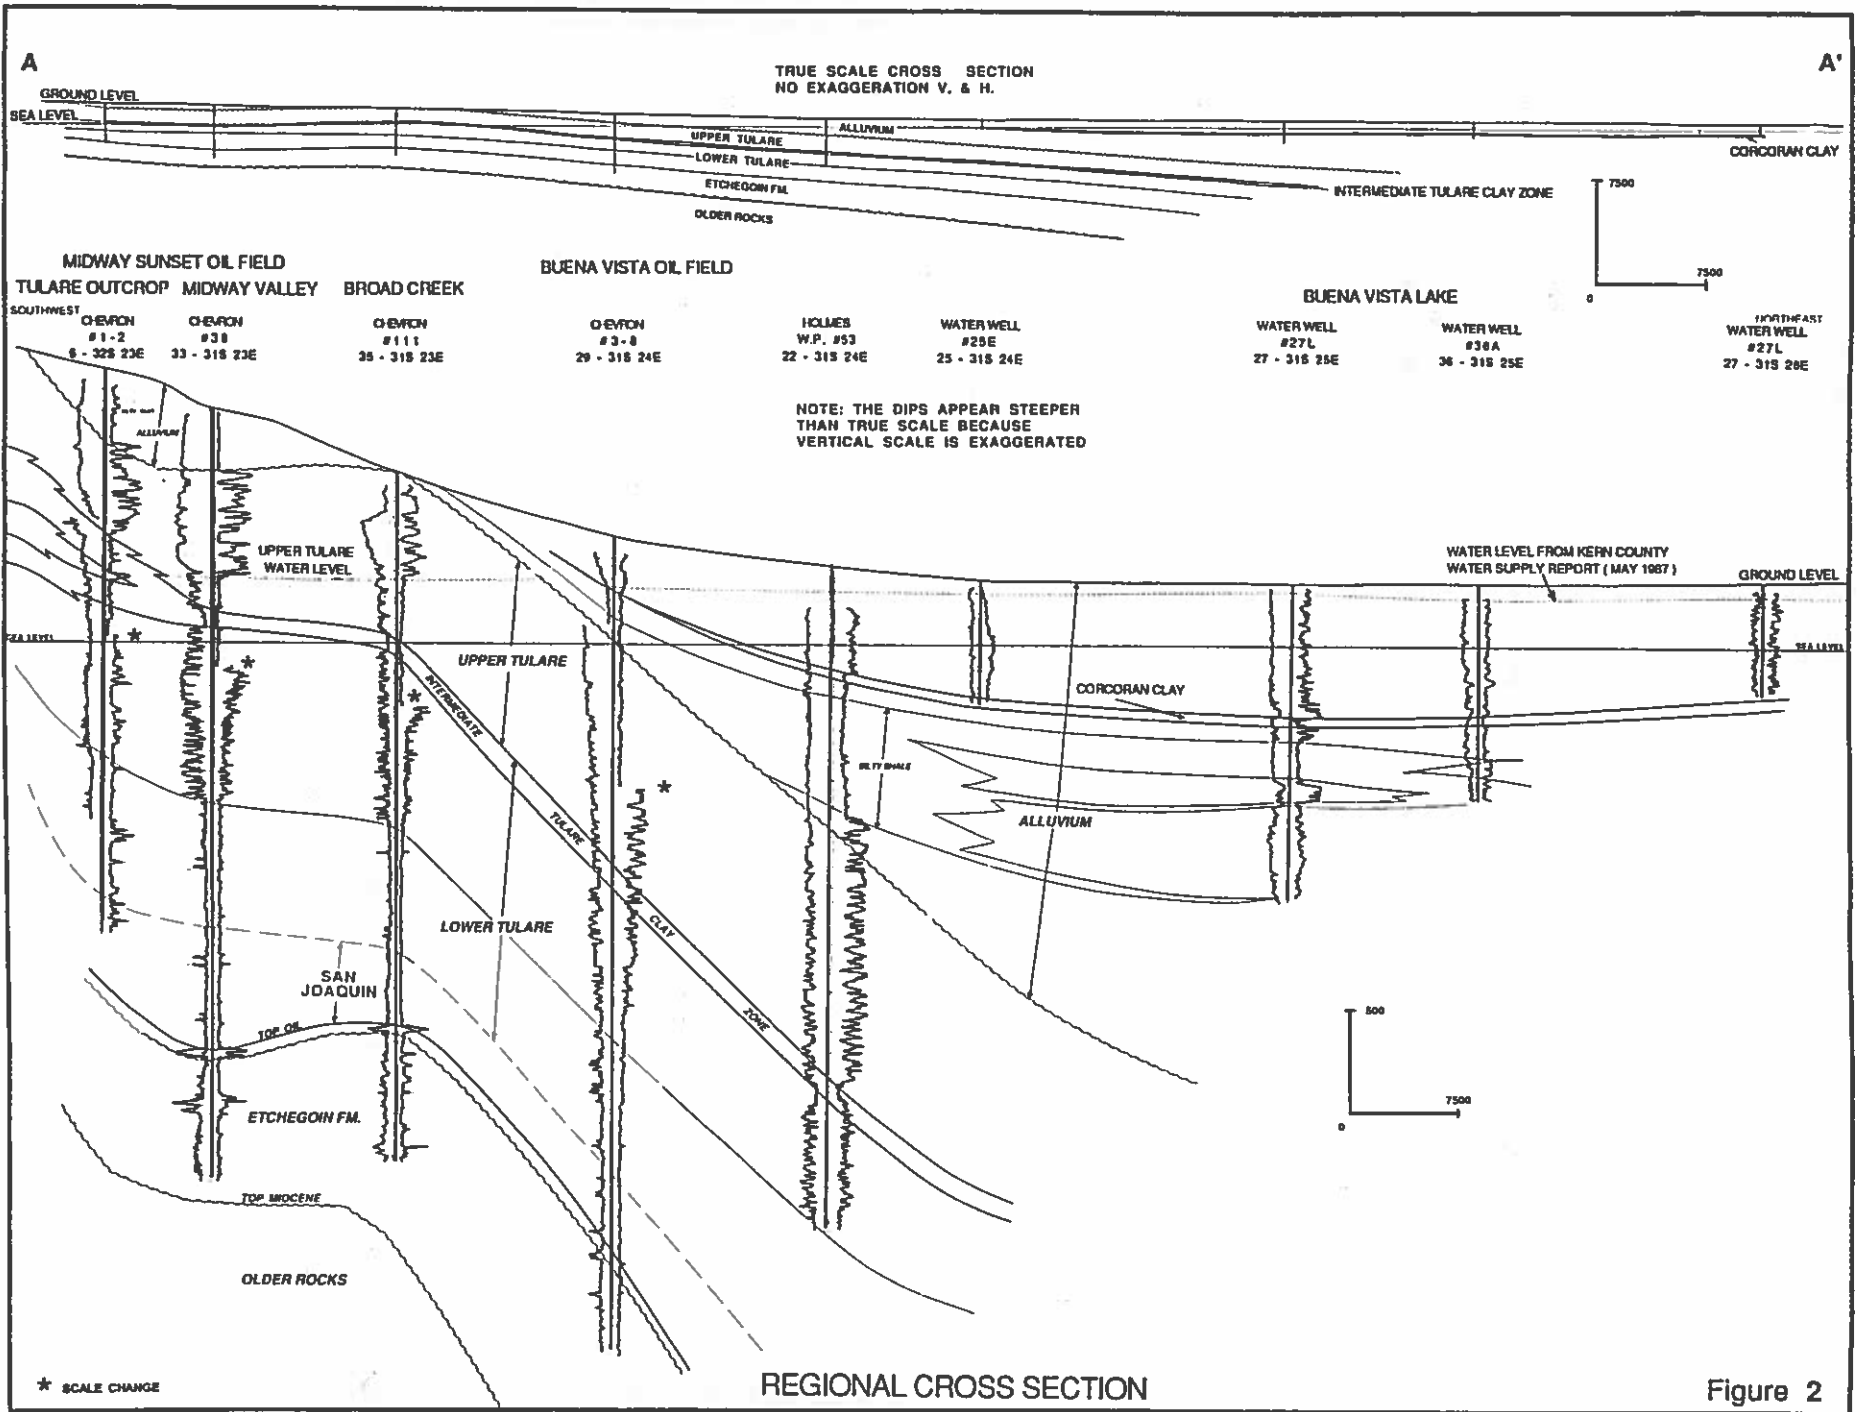 A
A'
TRUE SCALE CROSS SECTION
NO EXAGGERATION V. & H.
GROUND LEVEL
SEA LEVEL
ALLUVIUM
UPPER TULARE
LOWER TULARE
ETCHEGOIN FM.
OLDER ROCKS
CORCORAN CLAY
INTERMEDIATE TULARE CLAY ZONE
7500
7500
0
MIDWAY SUNSET OIL FIELD
BUENA VISTA OIL FIELD
TULARE OUTCROP MIDWAY VALLEY BROAD CREEK
BUENA VISTA LAKE
SOUTHWEST
NORTHEAST
CHEVRON
#1-2
6 - 32S 23E
CHEVRON
#38
33 - 31S 23E
CHEVRON
#111
35 - 31S 23E
CHEVRON
#3-8
29 - 31S 24E
HOLMES
W.P. #53
22 - 31S 24E
WATER WELL
#25E
25 - 31S 24E
WATER WELL
#27L
27 - 31S 25E
WATER WELL
#36A
36 - 31S 25E
WATER WELL
#27L
27 - 31S 26E
NOTE: THE DIPS APPEAR STEEPER
THAN TRUE SCALE BECAUSE
VERTICAL SCALE IS EXAGGERATED
ALLUVIUM
UPPER TULARE
WATER LEVEL
WATER LEVEL FROM KERN COUNTY
WATER SUPPLY REPORT ( MAY 1987 )
GROUND LEVEL
SEA LEVEL
*
SEA LEVEL
*
UPPER TULARE
INTERMEDIATE
*
CORCORAN CLAY
SILTY SHALE
*
TULARE
ALLUVIUM
LOWER TULARE
CLAY
SAN
JOAQUIN
ZONE
TOP OIL
500
7500
0
ETCHEGOIN FM.
TOP MIOCENE
OLDER ROCKS
* SCALE CHANGE
REGIONAL CROSS SECTION
Figure 2